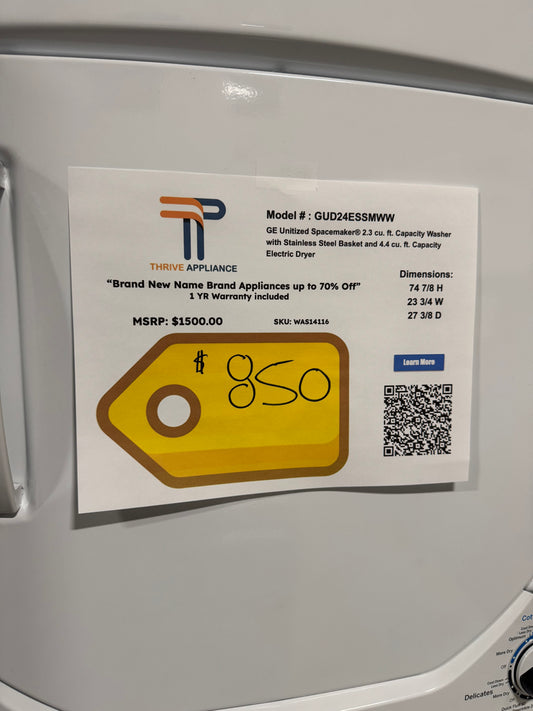 Model # : GUD24ESSMWW
GE Unitized Spacemaker® 2.3 cu. ft. Capacity Washer
with Stainless Steel Basket and 4.4 cu. ft. Capacity
Electric Dryer
THRIVE APPLIANCE
“Brand New Name Brand Appliances up to 70% Off”
1 YR Warranty included
Dimensions:
74 7/8 H
23 3/4 W
27 3/8 D
MSRP: $1500.00
SKU: WAS14116
$ 850
Learn More
More Dry
Delicates